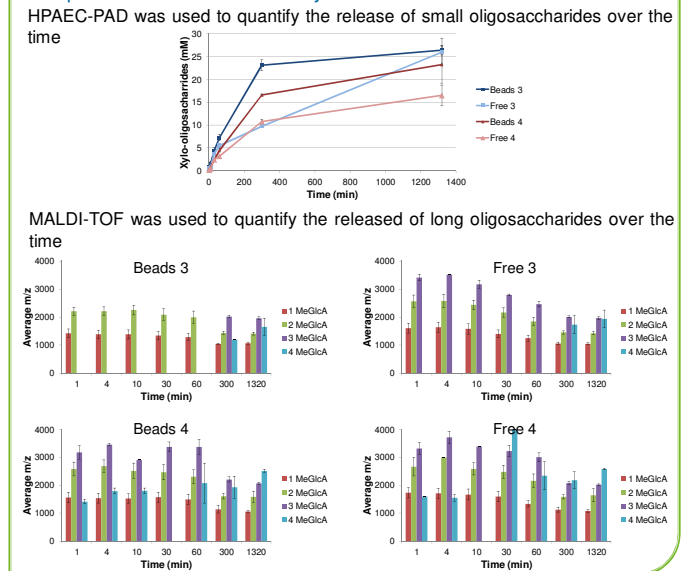 HPAEC-PAD was used to quantify the release of small oligosaccharides over the
time
Xylo-oligosacharrides (mM)
30
25
20
15
10
5
0
0 200 400 600 800 1000 1200 1400
Time (min)
Beads 3
Free 3
Beads 4
Free 4
MALDI-TOF was used to quantify the released of long oligosaccharides over the
time
Beads 3
Average m/z
4000
3000
2000
1000
0
1 4 10 30 60 300 1320
Time (min)
1 MeGlcA
2 MeGlcA
3 MeGlcA
4 MeGlcA
Free 3
Average m/z
4000
3000
2000
1000
0
1 4 10 30 60 300 1320
Time (min)
1 MeGlcA
2 MeGlcA
3 MeGlcA
4 MeGlcA
Beads 4
Average m/z
4000
3000
2000
1000
0
1 4 10 30 60 300 1320
Time (min)
1 MeGlcA
2 MeGlcA
3 MeGlcA
4 MeGlcA
Free 4
Average m/z
4000
3000
2000
1000
0
1 4 10 30 60 300 1320
Time (min)
1 MeGlcA
2 MeGlcA
3 MeGlcA
4 MeGlcA